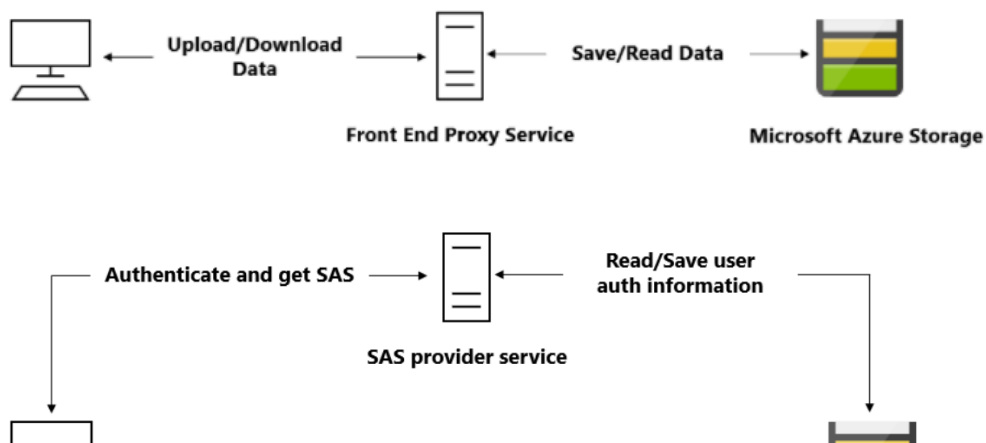 Upload/Download
Data
Save/Read Data
Front End Proxy Service
Microsoft Azure Storage
Authenticate and get SAS
Read/Save user
auth information
SAS provider service